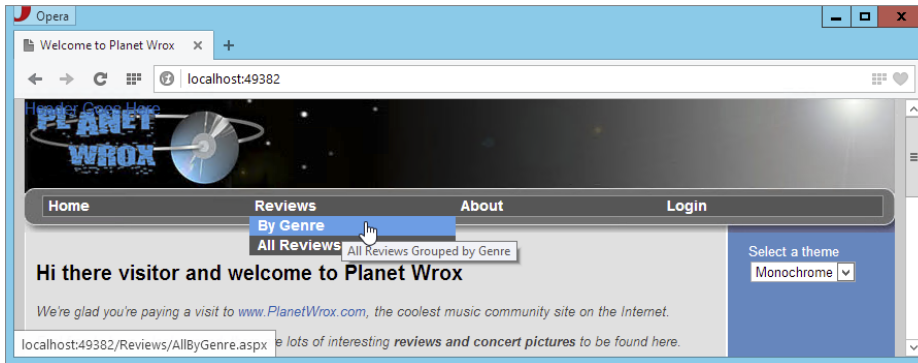 Opera
Welcome to Planet Wrox
localhost:49382
Header Goes Here
PLANET
WROX
Home Reviews About Login
By Genre
All Reviews
All Reviews Grouped by Genre
Select a theme
Monochrome
Hi there visitor and welcome to Planet Wrox
We're glad you're paying a visit to www.PlanetWrox.com, the coolest music community site on the Internet.
lots of interesting reviews and concert pictures to be found here.
localhost:49382/Reviews/AllByGenre.aspx